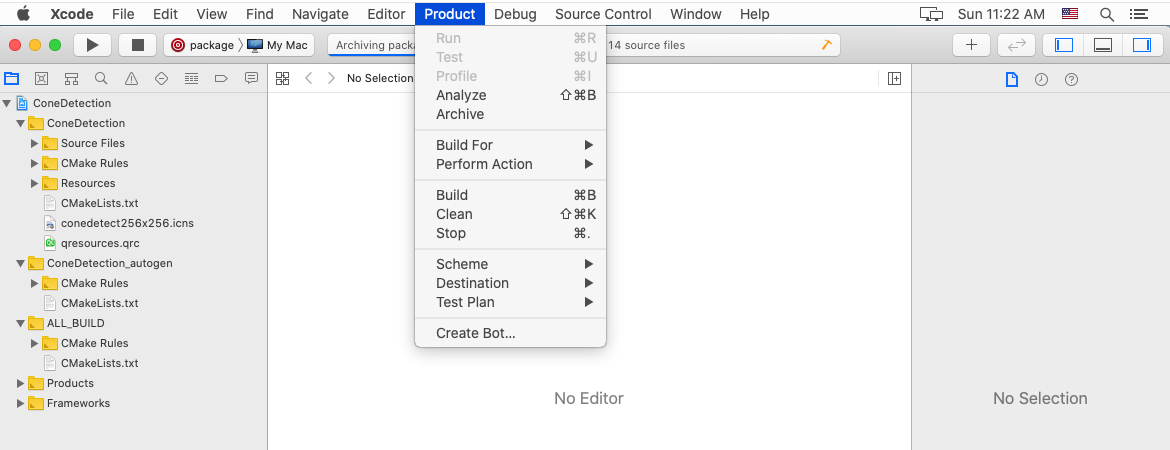 Xcode File Edit View Find Navigate Editor Product Debug Source Control Window Help Sun 11:22 AM
package My Mac Archiving 14 source files
No Selection
ConeDetection
ConeDetection
Source Files
CMake Rules
Resources
CMakeLists.txt
conedetect256x256.icns
qresources.qrc
ConeDetection_autogen
CMake Rules
CMakeLists.txt
ALL_BUILD
CMake Rules
CMakeLists.txt
Products
Frameworks
Run ⌘R
Test ⌘U
Profile ⌘I
Analyze ⇧⌘B
Archive
Build For
Perform Action
Build ⌘B
Clean ⇧⌘K
Stop ⌘.
Scheme
Destination
Test Plan
Create Bot...
No Editor
No Selection